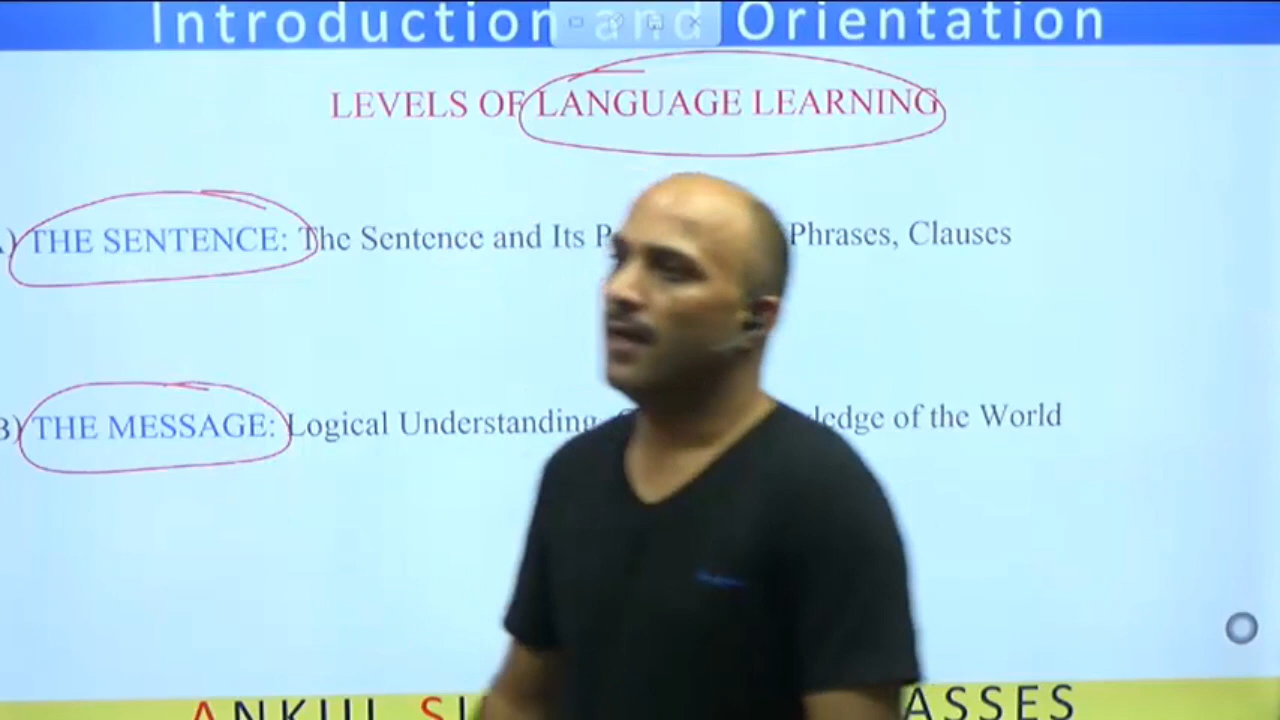 Introduction and Orientation
LEVELS OF LANGUAGE LEARNING
A) THE SENTENCE: The Sentence and Its Phrases, Clauses
B) THE MESSAGE: Logical Understanding, of the World